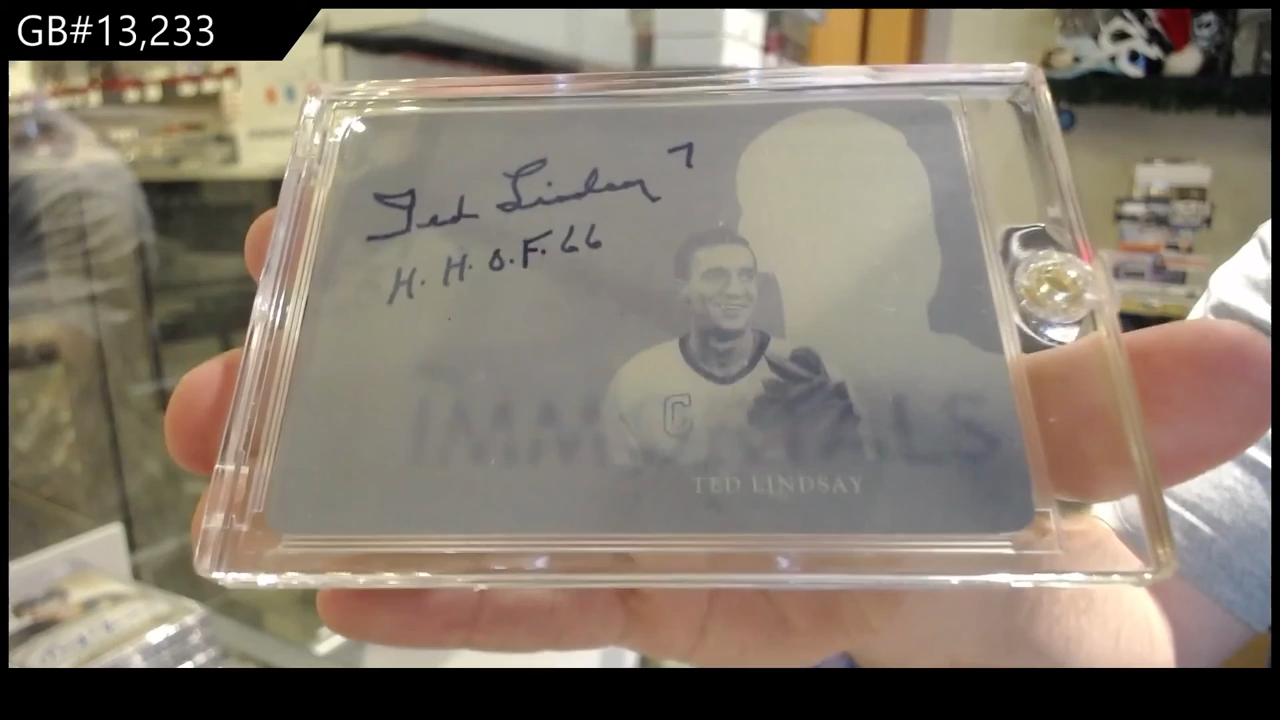 GB#13,233
Ted Lindsay 7
H. H. O. F. 66
C
IMMORTALS
TED LINDSAY